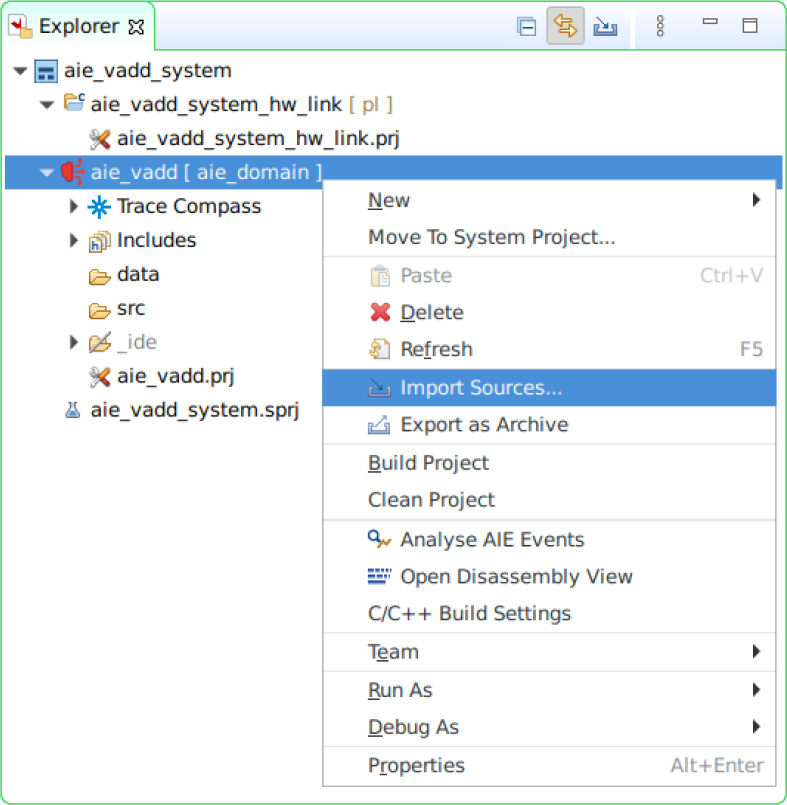 Explorer
aie_vadd_system
aie_vadd_system_hw_link [ pl ]
aie_vadd_system_hw_link.prj
aie_vadd [ aie_domain ]
Trace Compass
Includes
data
src
_ide
aie_vadd.prj
aie_vadd_system.sprj
New
Move To System Project...
Paste Ctrl+V
Delete
Refresh F5
Import Sources...
Export as Archive
Build Project
Clean Project
Analyse AIE Events
Open Disassembly View
C/C++ Build Settings
Team
Run As
Debug As
Properties Alt+Enter